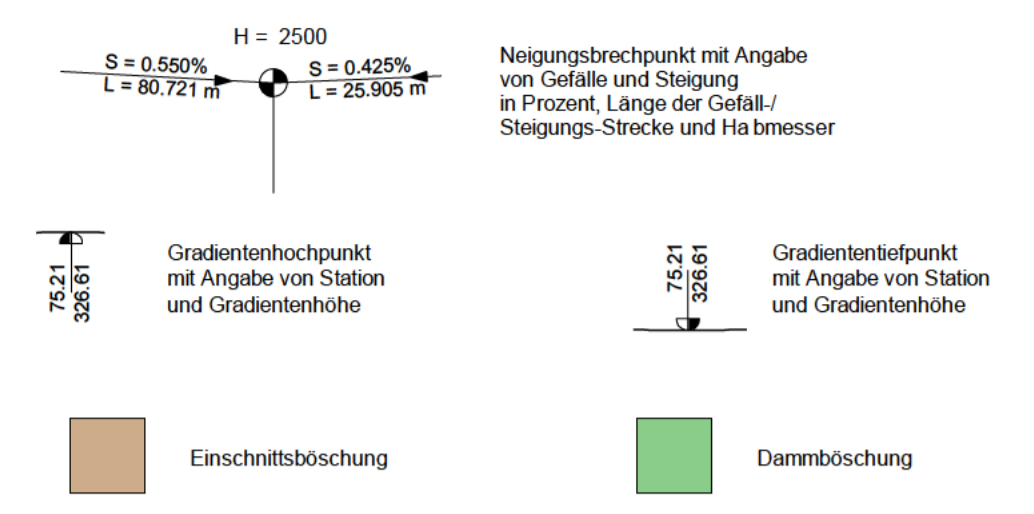 H = 2500
S = 0.550%
L = 80.721 m
S = 0.425%
L = 25.905 m
Neigungsbrechpunkt mit Angabe
von Gefälle und Steigung
in Prozent, Länge der Gefäll-/
Steigungs-Strecke und Ha bmesser
75.21
326.61
Gradientenhochpunkt
mit Angabe von Station
und Gradientenhöhe
75.21
326.61
Gradiententiefpunkt
mit Angabe von Station
und Gradientenhöhe
Einschnittsböschung
Dammböschung